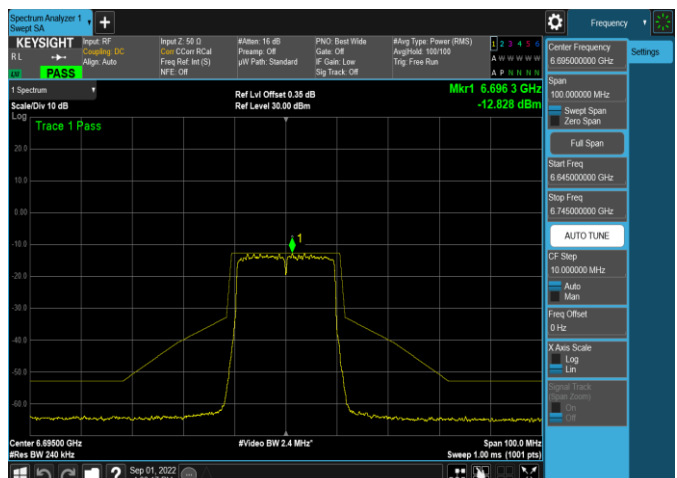 Spectrum Analyzer 1
Swept SA
+
Frequency
KEYSIGHT
R L
LW
PASS
Input: RF
Coupling: DC
Align: Auto
Input Z: 50 Ω
Corr CCorr RCal
Freq Ref: Int (S)
NFE: Off
#Atten: 16 dB
Preamp: Off
µW Path: Standard
PNO: Best Wide
Gate: Off
IF Gain: Low
Sig Track: Off
#Avg Type: Power (RMS)
Avg|Hold: 100/100
Trig: Free Run
1 2 3 4 5 6
A W W W W W
A P N N N N
1 Spectrum
Scale/Div 10 dB
Log
Ref Lvl Offset 0.35 dB
Ref Level 30.00 dBm
Mkr1 6.696 3 GHz
-12.828 dBm
Trace 1 Pass
20.0
10.0
0.00
-10.0
-20.0
-30.0
-40.0
-50.0
-60.0
1
Center 6.69500 GHz
#Res BW 240 kHz
#Video BW 2.4 MHz*
Span 100.0 MHz
Sweep 1.00 ms (1001 pts)
Center Frequency
6.695000000 GHz
Settings
Span
100.000000 MHz
Swept Span
Zero Span
Full Span
Start Freq
6.645000000 GHz
Stop Freq
6.745000000 GHz
AUTO TUNE
CF Step
10.000000 MHz
Auto
Man
Freq Offset
0 Hz
X Axis Scale
Log
Lin
Signal Track
(Span Zoom)
On
Off
?
Sep 01, 2022